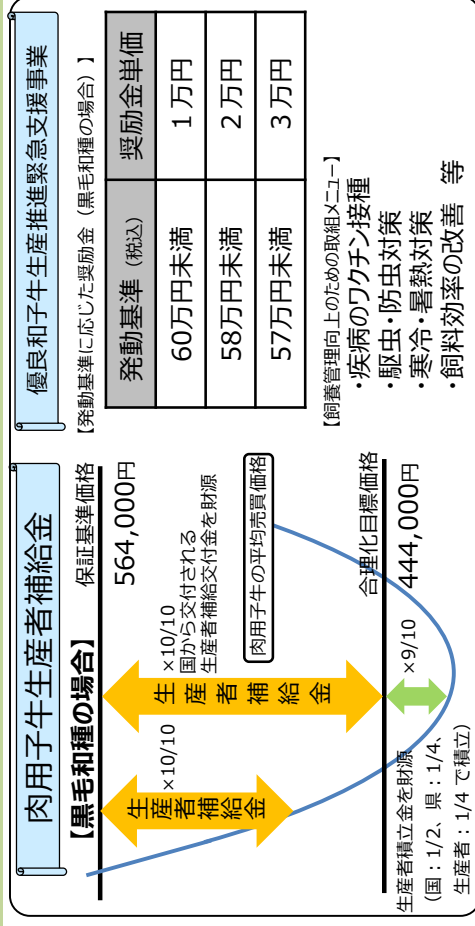 肉用子牛生産者補給金
【黒毛和種の場合】
保証基準価格
564,000円
×10/10
生産者補給金
×10/10
国から交付される
生産者補給交付金を財源
生産者補給金
肉用子牛の平均売買価格
合理化目標価格
444,000円
×9/10
生産者積立金を財源
（国：1/2、県：1/4、
生産者：1/4 で積立）
優良和子牛生産推進緊急支援事業
【発動基準に応じた奨励金（黒毛和種の場合）】
発動基準（税込） 奨励金単価
60万円未満 １万円
58万円未満 ２万円
57万円未満 ３万円
【飼養管理向上のための取組メニュー】
・疾病のワクチン接種
・駆虫・防虫対策
・寒冷・暑熱対策
・飼料効率の改善 等